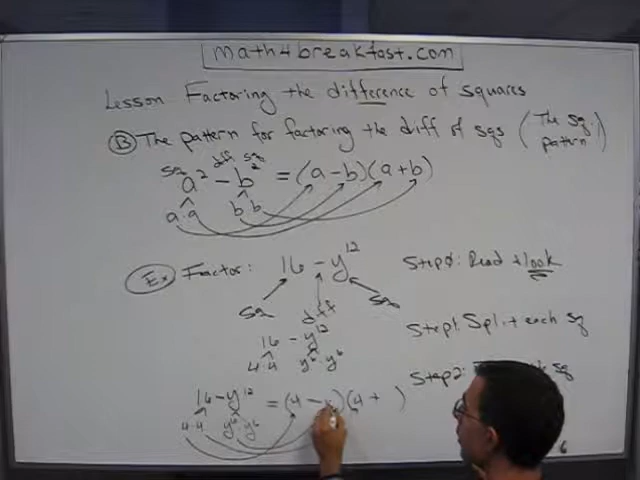 math4breakfast.com
Lesson Factoring the difference of squares
B The pattern for factoring the diff of sqs (The sq. pattern)
sq diff sq
a² - b² = (a - b)(a + b)
a·a b·b
Ex Factor: 16 - y¹² Step 0: Read + look
sq diff sq
16 - y¹² Step 1: Split each sq
4·4 y⁶·y⁶
Step 2: sq
16 - y¹² = (4 - )(4 + )
4·4 y⁶·y⁶